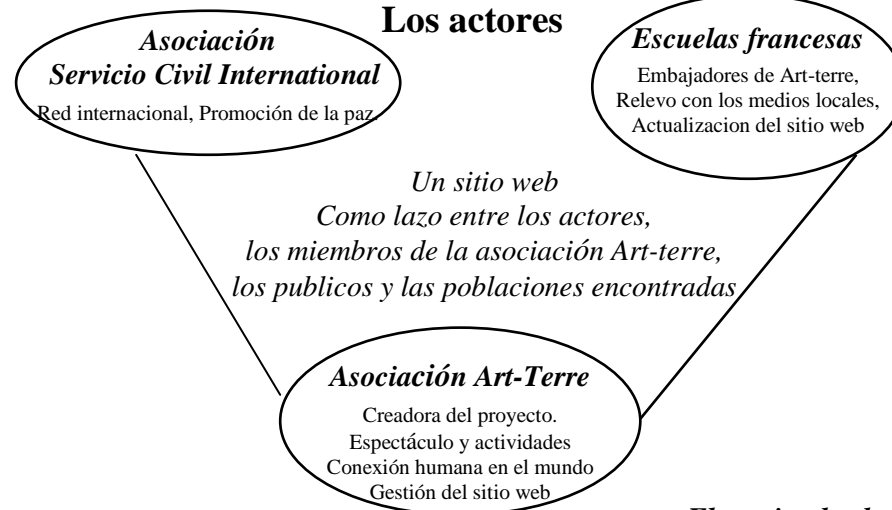 Los actores
Asociación
Servicio Civil International
Red internacional, Promoción de la paz,
Escuelas francesas
Embajadores de Art-terre,
Relevo con los medios locales,
Actualizacion del sitio web
Un sitio web
Como lazo entre los actores,
los miembros de la asociación Art-terre,
los publicos y las poblaciones encontradas
Asociación Art-Terre
Creadora del proyecto.
Espectáculo y actividades
Conexión humana en el mundo
Gestión del sitio web